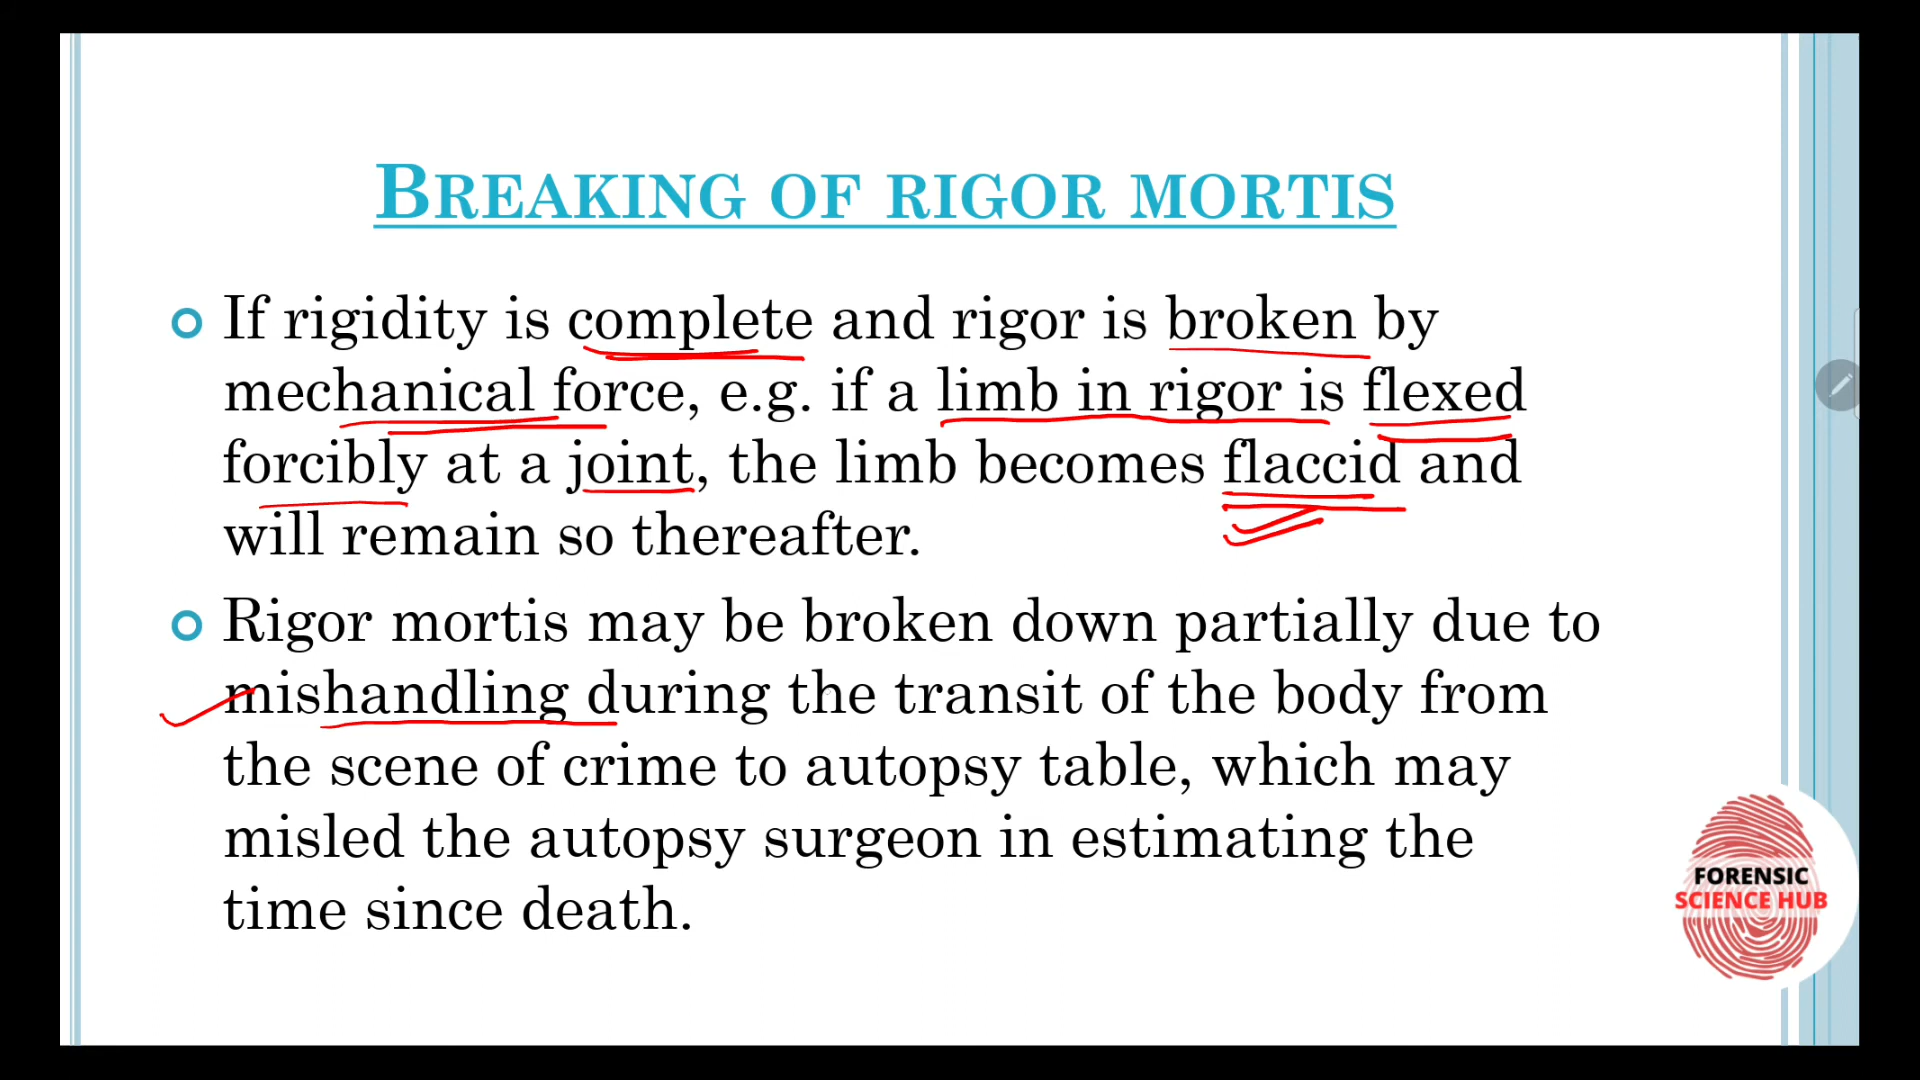 BREAKING OF RIGOR MORTIS
If rigidity is complete and rigor is broken by
mechanical force, e.g. if a limb in rigor is flexed
forcibly at a joint, the limb becomes flaccid and
will remain so thereafter.
Rigor mortis may be broken down partially due to
mishandling during the transit of the body from
the scene of crime to autopsy table, which may
misled the autopsy surgeon in estimating the
time since death.
FORENSIC
SCIENCE HUB